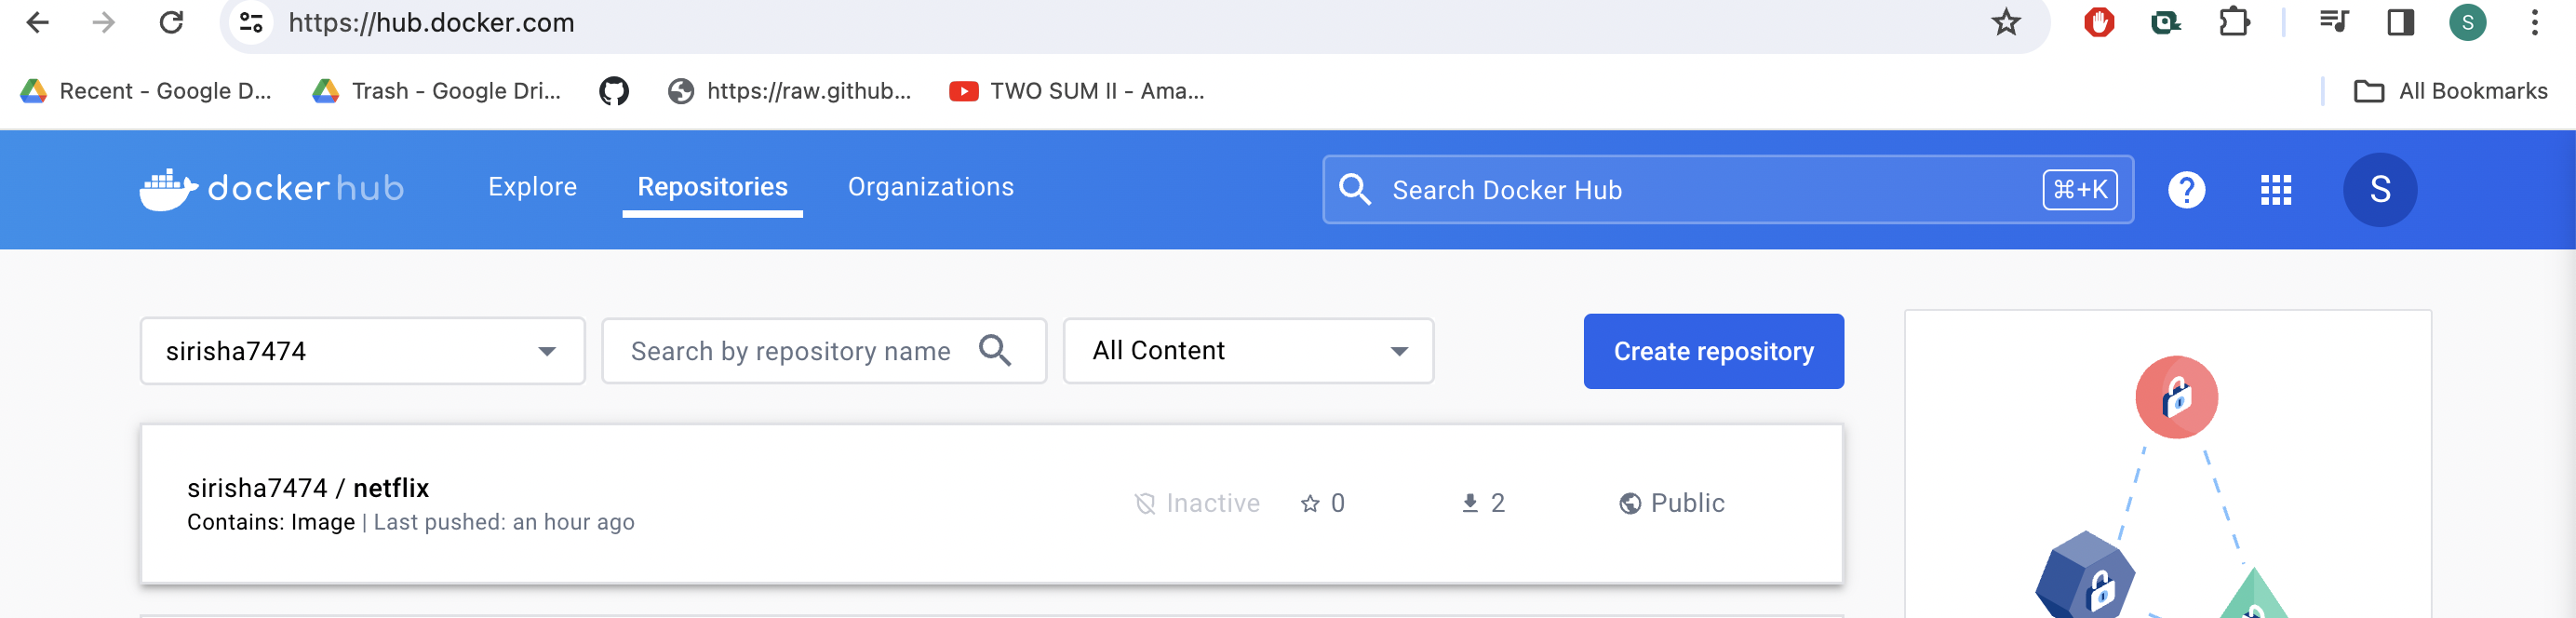 https://hub.docker.com
S
Recent - Google D...
Trash - Google Dri...
https://raw.github...
TWO SUM II - Ama...
All Bookmarks
dockerhub
Explore
Repositories
Organizations
Search Docker Hub
⌘+K
?
S
sirisha7474
Search by repository name
All Content
Create repository
sirisha7474 / netflix
Contains: Image | Last pushed: an hour ago
Inactive
0
2
Public